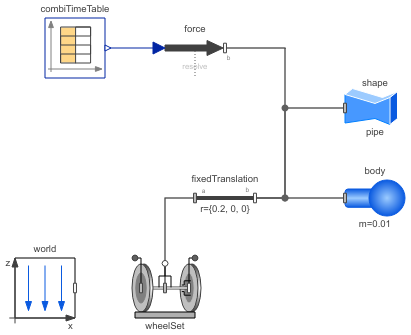 combiTimeTable
force
resolve
b
shape
pipe
fixedTranslation
a
b
r={0.2, 0, 0}
body
m=0.01
world
z
x
wheelSet